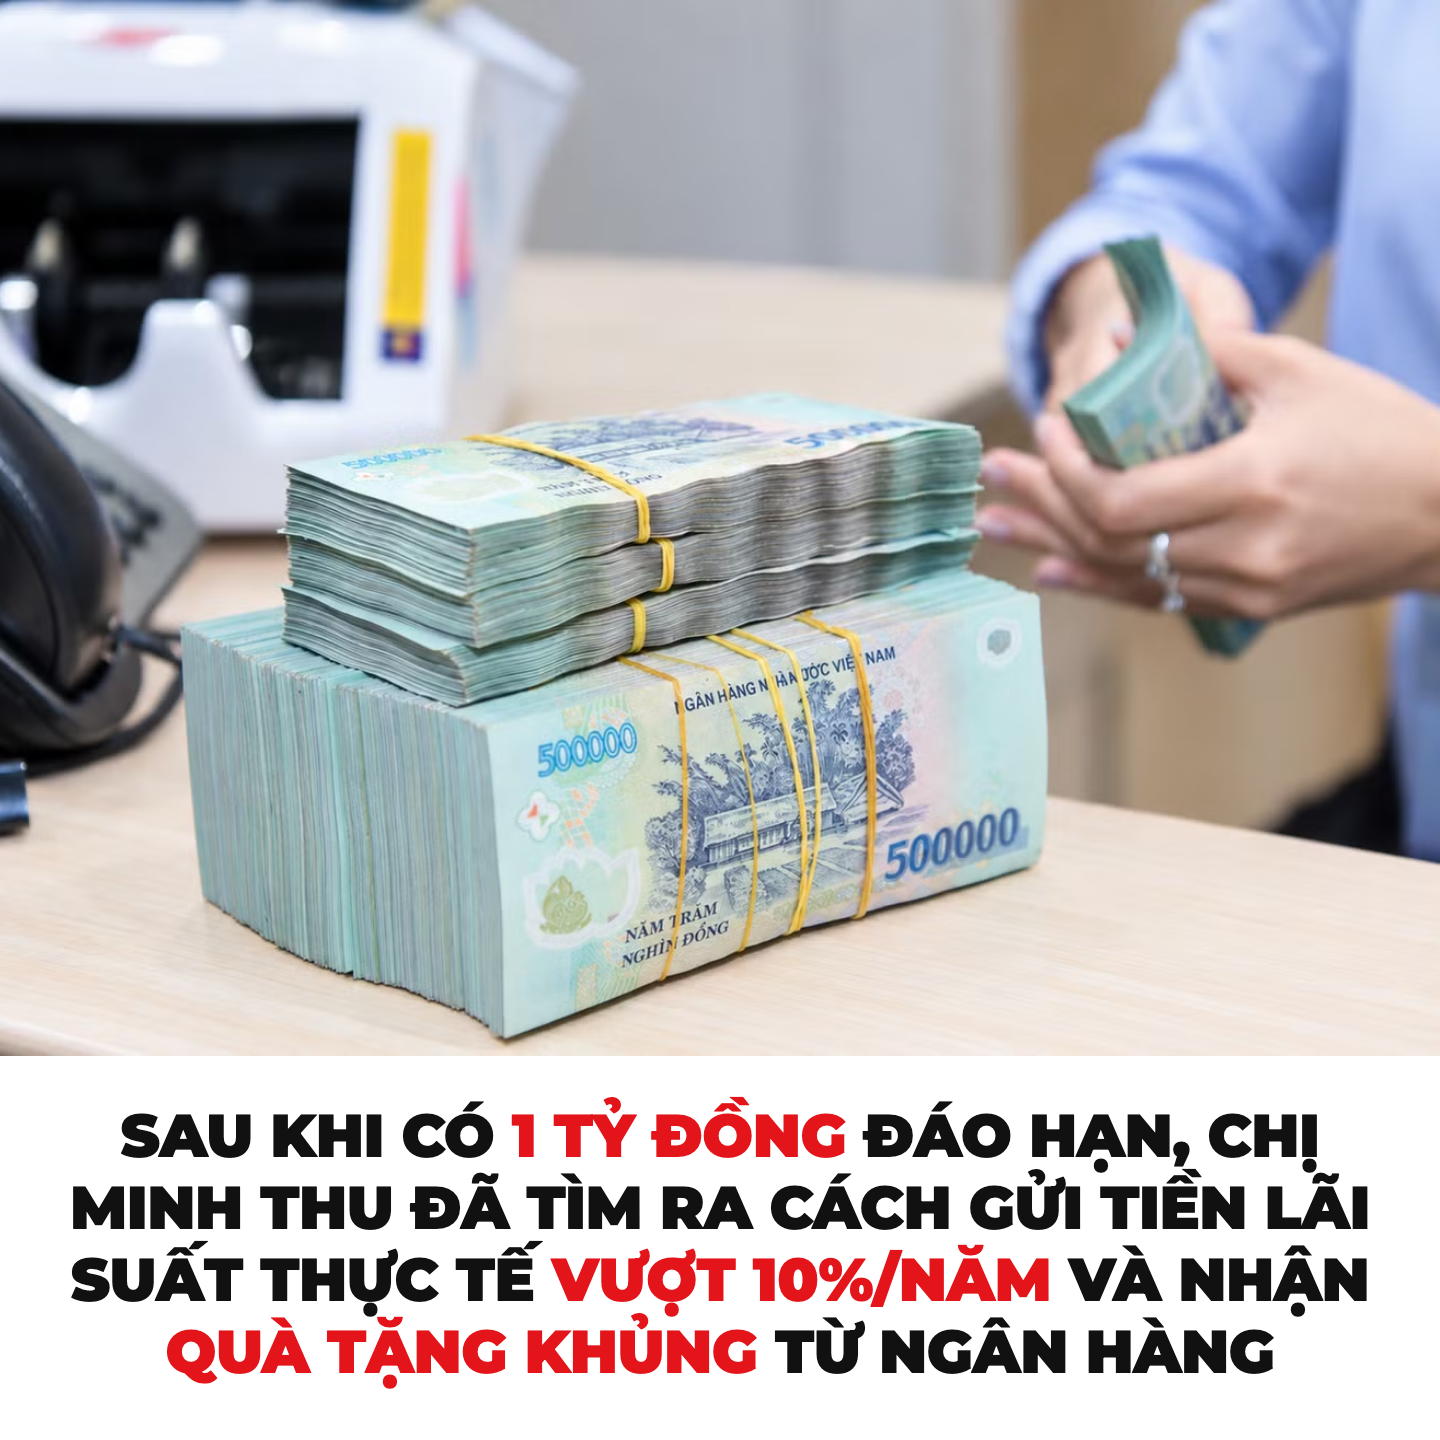 500000
500000
NGÂN HÀNG NHÀ NƯỚC VIỆT NAM
500000
500000
NĂM TRĂM
NGHÌN ĐỒNG
SAU KHI CÓ 1 TỶ ĐỒNG ĐÁO HẠN, CHỊ
MINH THU ĐÃ TÌM RA CÁCH GỬI TIỀN LÃI
SUẤT THỰC TẾ VƯỢT 10%/NĂM VÀ NHẬN
QUÀ TẶNG KHỦNG TỪ NGÂN HÀNG